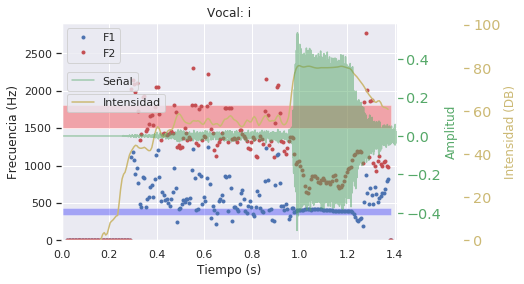 Vocal: i
F1
F2
Señal
Intensidad
Frecuencia (Hz)
2500
2000
1500
1000
500
0
0.0 0.2 0.4 0.6 0.8 1.0 1.2 1.4
Tiempo (s)
0.4
0.2
0.0
−0.2
−0.4
Amplitud
100
80
60
40
20
0
Intensidad (DB)